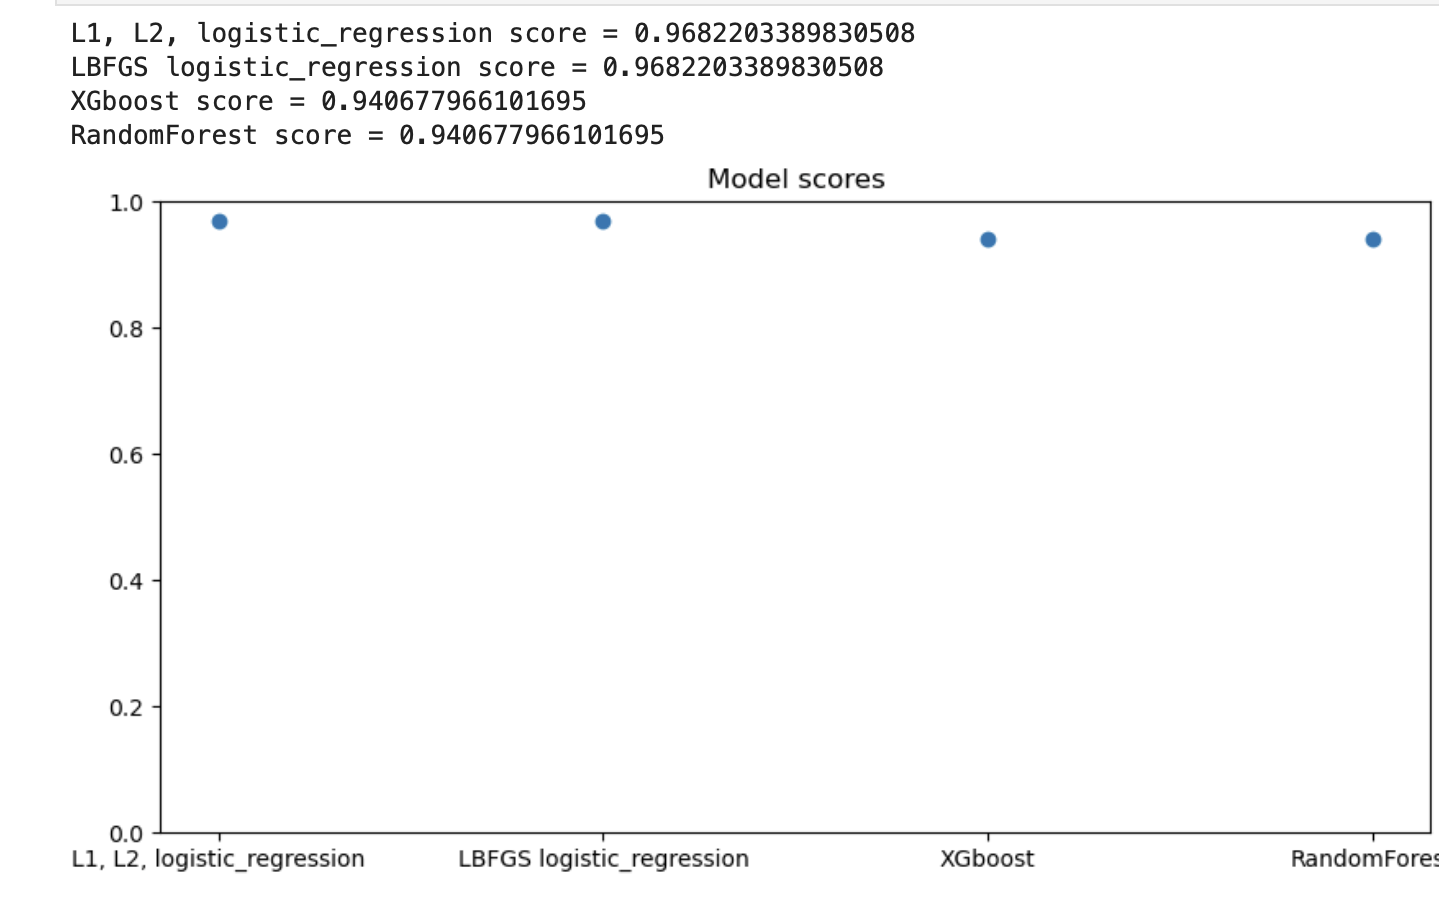 L1, L2, logistic_regression score = 0.9682203389830508
LBFGS logistic_regression score = 0.9682203389830508
XGboost score = 0.940677966101695
RandomForest score = 0.940677966101695
Model scores
1.0
0.8
0.6
0.4
0.2
0.0
L1, L2, logistic_regression LBFGS logistic_regression XGboost RandomFores